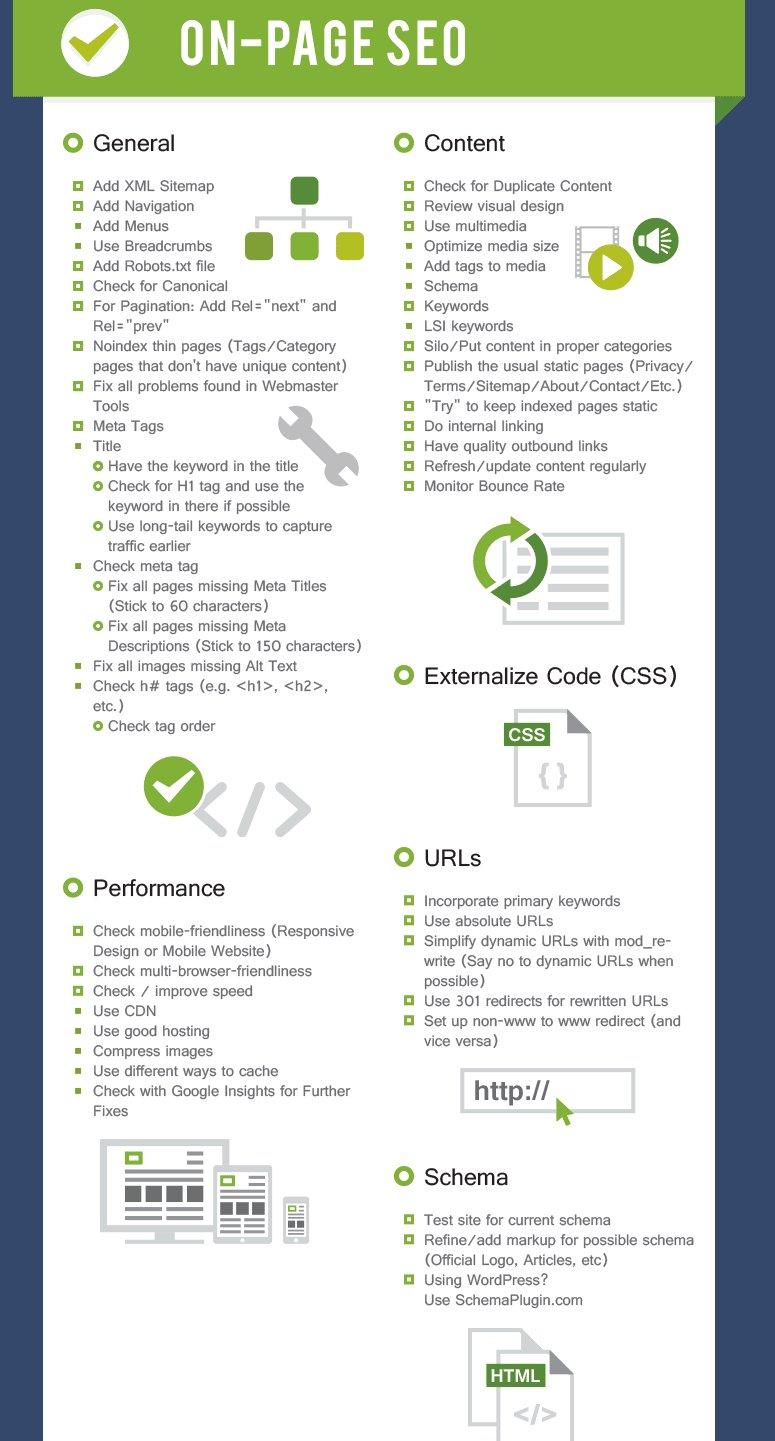 ON-PAGE SEO
General
Add XML Sitemap
Add Navigation
Add Menus
Use Breadcrumbs
Add Robots.txt file
Check for Canonical
For Pagination: Add Rel="next" and
Rel="prev"
Noindex thin pages (Tags/Category
pages that don't have unique content)
Fix all problems found in Webmaster
Tools
Meta Tags
Title
Have the keyword in the title
Check for H1 tag and use the
keyword in there if possible
Use long-tail keywords to capture
traffic earlier
Check meta tag
Fix all pages missing Meta Titles
(Stick to 60 characters)
Fix all pages missing Meta
Descriptions (Stick to 150 characters)
Fix all images missing Alt Text
Check h# tags (e.g. <h1>, <h2>,
etc.)
Check tag order
</>
Performance
Check mobile-friendliness (Responsive
Design or Mobile Website)
Check multi-browser-friendliness
Check / improve speed
Use CDN
Use good hosting
Compress images
Use different ways to cache
Check with Google Insights for Further
Fixes
Content
Check for Duplicate Content
Review visual design
Use multimedia
Optimize media size
Add tags to media
Schema
Keywords
LSI keywords
Silo/Put content in proper categories
Publish the usual static pages (Privacy/
Terms/Sitemap/About/Contact/Etc.)
"Try" to keep indexed pages static
Do internal linking
Have quality outbound links
Refresh/update content regularly
Monitor Bounce Rate
Externalize Code (CSS)
CSS
{ }
URLs
Incorporate primary keywords
Use absolute URLs
Simplify dynamic URLs with mod_re-
write (Say no to dynamic URLs when
possible)
Use 301 redirects for rewritten URLs
Set up non-www to www redirect (and
vice versa)
http://
Schema
Test site for current schema
Refine/add markup for possible schema
(Official Logo, Articles, etc)
Using WordPress?
Use SchemaPlugin.com
HTML
</>